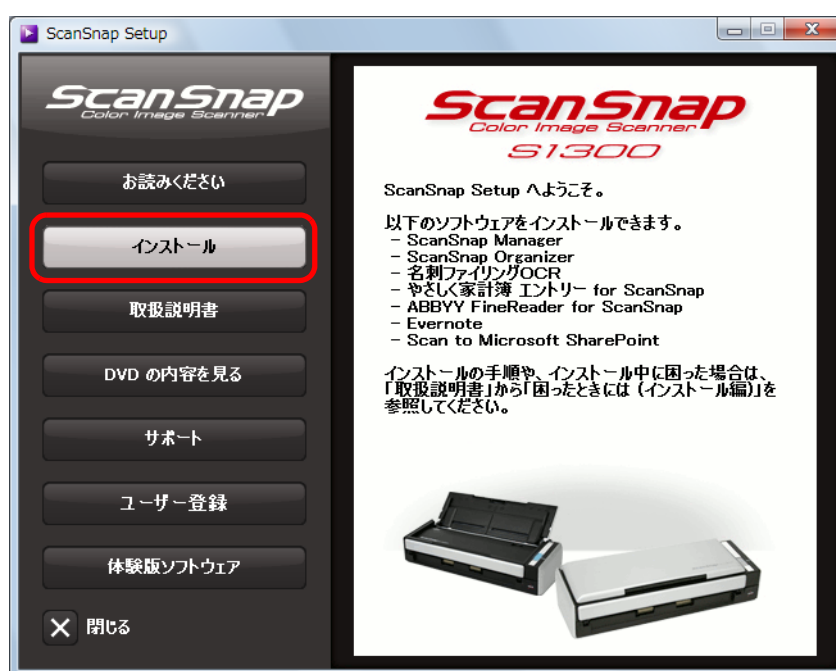 ScanSnap Setup
ScanSnap
Color Image Scanner
お読みください
インストール
取扱説明書
DVD の内容を見る
サポート
ユーザー登録
体験版ソフトウェア
閉じる
ScanSnap
Color Image Scanner
S1300
ScanSnap Setup へようこそ。
以下のソフトウェアをインストールできます。
- ScanSnap Manager
- ScanSnap Organizer
- 名刺ファイリングOCR
- やさしく家計簿 エントリー for ScanSnap
- ABBYY FineReader for ScanSnap
- Evernote
- Scan to Microsoft SharePoint
インストールの手順や、インストール中に困った場合は、
「取扱説明書」から「困ったときには（インストール編）」を
参照してください。